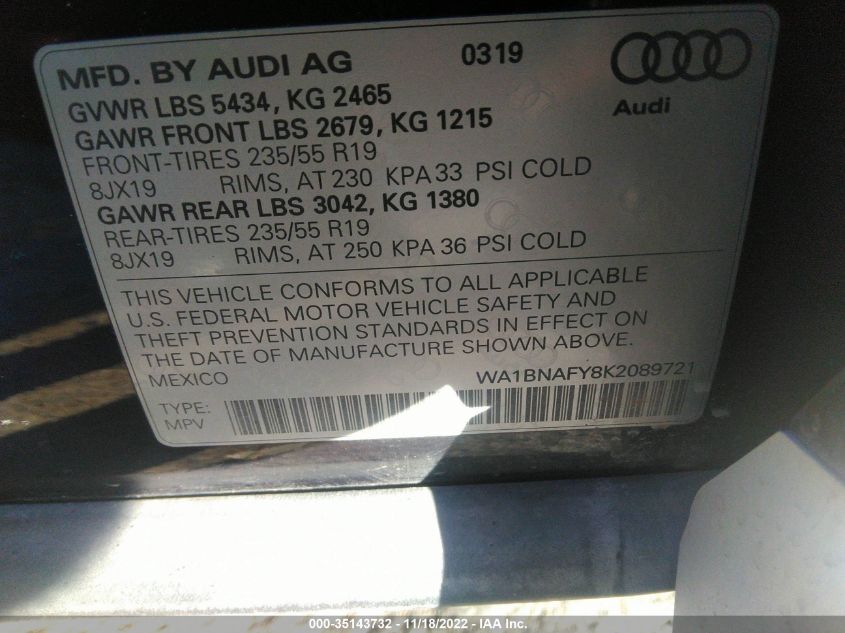 MFD. BY AUDI AG 0319
GVWR LBS 5434, KG 2465
Audi
GAWR FRONT LBS 2679, KG 1215
FRONT-TIRES 235/55 R19
8JX19 RIMS, AT 230 KPA 33 PSI COLD
GAWR REAR LBS 3042, KG 1380
REAR-TIRES 235/55 R19
8JX19 RIMS, AT 250 KPA 36 PSI COLD
THIS VEHICLE CONFORMS TO ALL APPLICABLE
U.S. FEDERAL MOTOR VEHICLE SAFETY AND
THEFT PREVENTION STANDARDS IN EFFECT ON
THE DATE OF MANUFACTURE SHOWN ABOVE.
MEXICO WA1BNAFY8K2089721
TYPE:
MPV
000-35143732 - 11/18/2022 - IAA Inc.